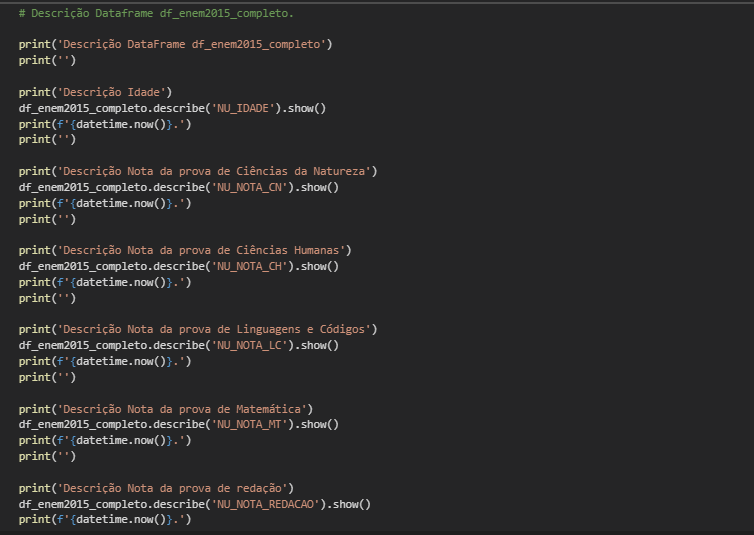 # Descrição Dataframe df_enem2015_completo.
print('Descrição DataFrame df_enem2015_completo')
print('')
print('Descrição Idade')
df_enem2015_completo.describe('NU_IDADE').show()
print(f'{datetime.now()}.')
print('')
print('Descrição Nota da prova de Ciências da Natureza')
df_enem2015_completo.describe('NU_NOTA_CN').show()
print(f'{datetime.now()}.')
print('')
print('Descrição Nota da prova de Ciências Humanas')
df_enem2015_completo.describe('NU_NOTA_CH').show()
print(f'{datetime.now()}.')
print('')
print('Descrição Nota da prova de Linguagens e Códigos')
df_enem2015_completo.describe('NU_NOTA_LC').show()
print(f'{datetime.now()}.')
print('')
print('Descrição Nota da prova de Matemática')
df_enem2015_completo.describe('NU_NOTA_MT').show()
print(f'{datetime.now()}.')
print('')
print('Descrição Nota da prova de redação')
df_enem2015_completo.describe('NU_NOTA_REDACAO').show()
print(f'{datetime.now()}.')